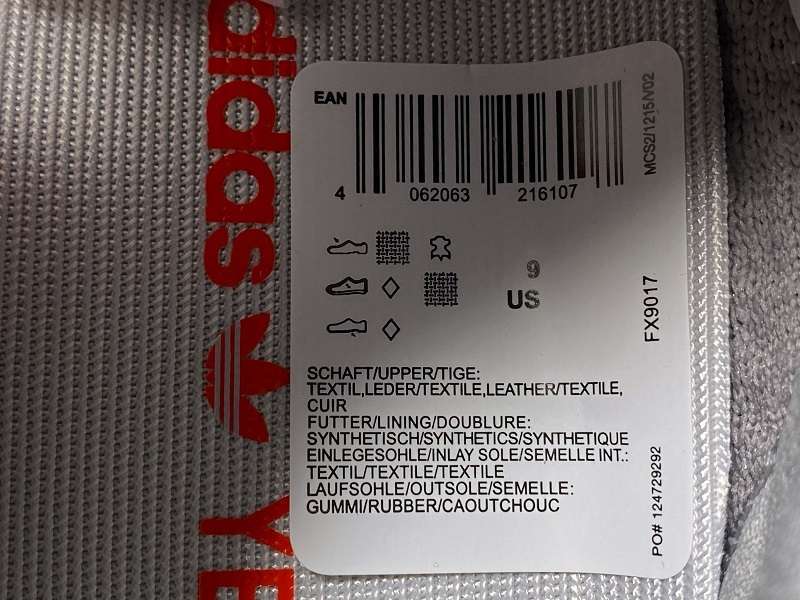 adidas
YE
EAN
4 062063 216107
MCS2/1215N/02
9
US
FX9017
SCHAFT/UPPER/TIGE:
TEXTIL,LEDER/TEXTILE,LEATHER/TEXTILE,
CUIR
FUTTER/LINING/DOUBLURE:
SYNTHETISCH/SYNTHETICS/SYNTHETIQUE
EINLEGESOHLE/INLAY SOLE/SEMELLE INT.:
TEXTIL/TEXTILE/TEXTILE
LAUFSOHLE/OUTSOLE/SEMELLE:
GUMMI/RUBBER/CAOUTCHOUC
PO# 124729292